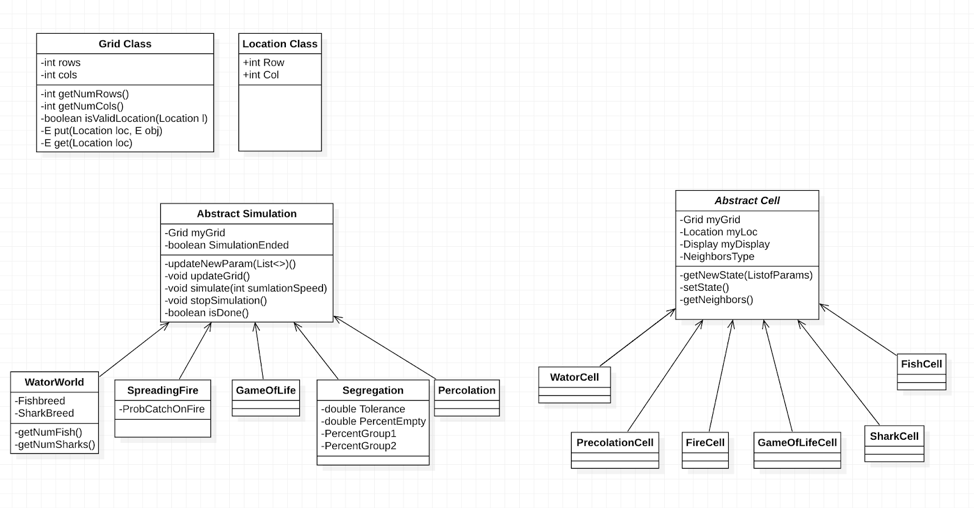 Grid Class
-int rows
-int cols
-int getNumRows()
-int getNumCols()
-boolean isValidLocation(Location l)
-E put(Location loc, E obj)
-E get(Location loc)
Location Class
+int Row
+int Col
Abstract Simulation
-Grid myGrid
-boolean SimulationEnded
-updateNewParam(List<>)()
-void updateGrid()
-void simulate(int sumlationSpeed)
-void stopSimulation()
-boolean isDone()
Abstract Cell
-Grid myGrid
-Location myLoc
-Display myDisplay
-NeighborsType
-getNewState(ListofParams)
-setState()
-getNeighbors()
WatorWorld
-Fishbreed
-SharkBreed
-getNumFish()
-getNumSharks()
SpreadingFire
-ProbCatchOnFire
GameOfLife
Segregation
-double Tolerance
-double PercentEmpty
-PercentGroup1
-PercentGroup2
Percolation
WatorCell
PrecolationCell
FireCell
GameOfLifeCell
SharkCell
FishCell